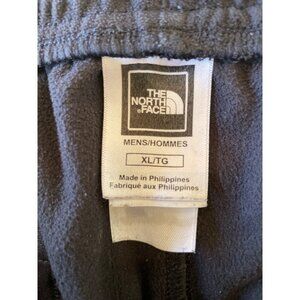 THE
NORTH
FACE
MENS/HOMMES
XL/TG
Made in Philippines
Fabriqué aux Philippines